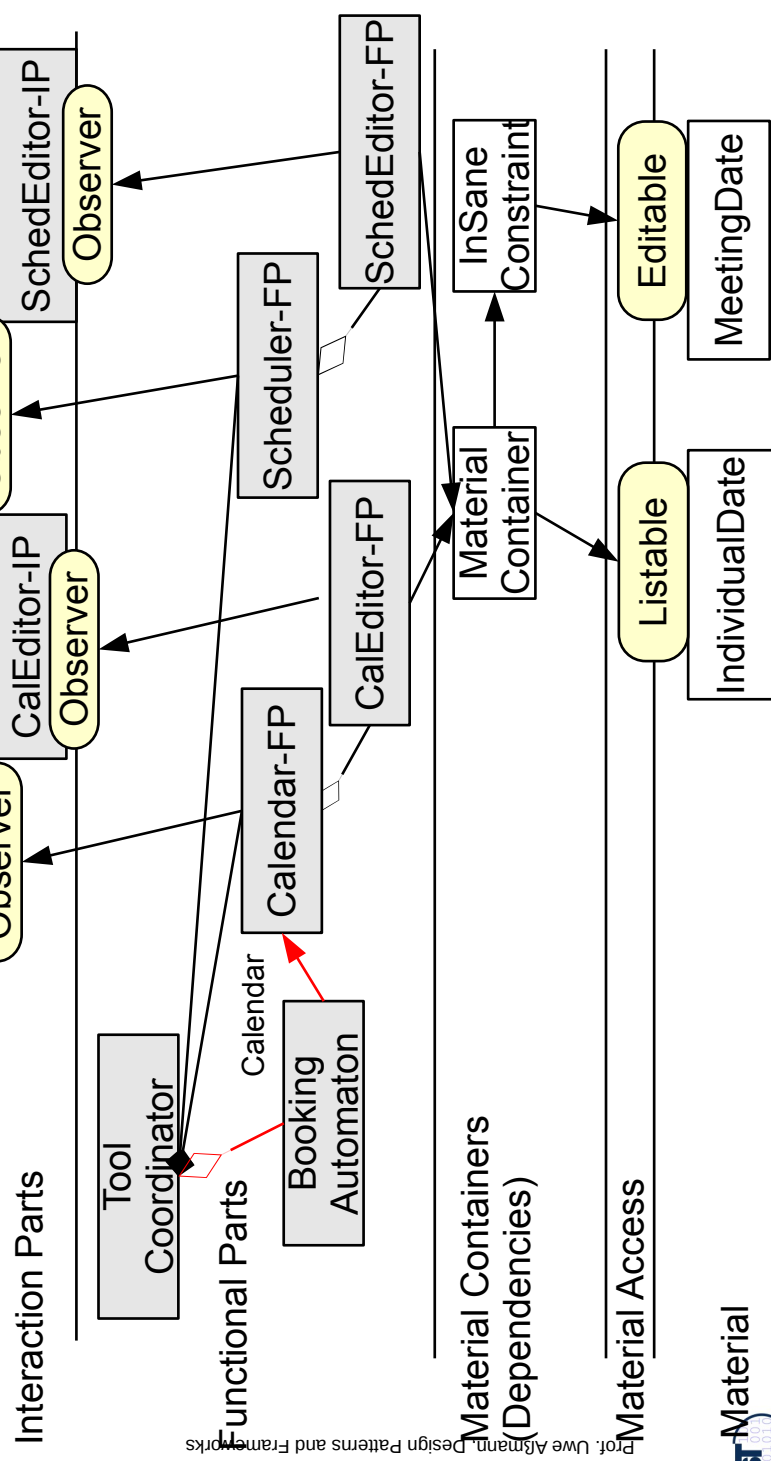 Interaction Parts
CalEditor-IP
SchedEditor-IP
Observer
Observer
Observer
Tool
Coordinator
Functional Parts
Calendar
Booking
Automaton
Calendar-FP
Scheduler-FP
CalEditor-FP
SchedEditor-FP
Material Containers
(Dependencies)
Material
Container
InSane
Constraint
Material Access
Listable
Editable
Material
IndividualDate
MeetingDate
Prof. Uwe Aßmann, Design Patterns and Frameworks